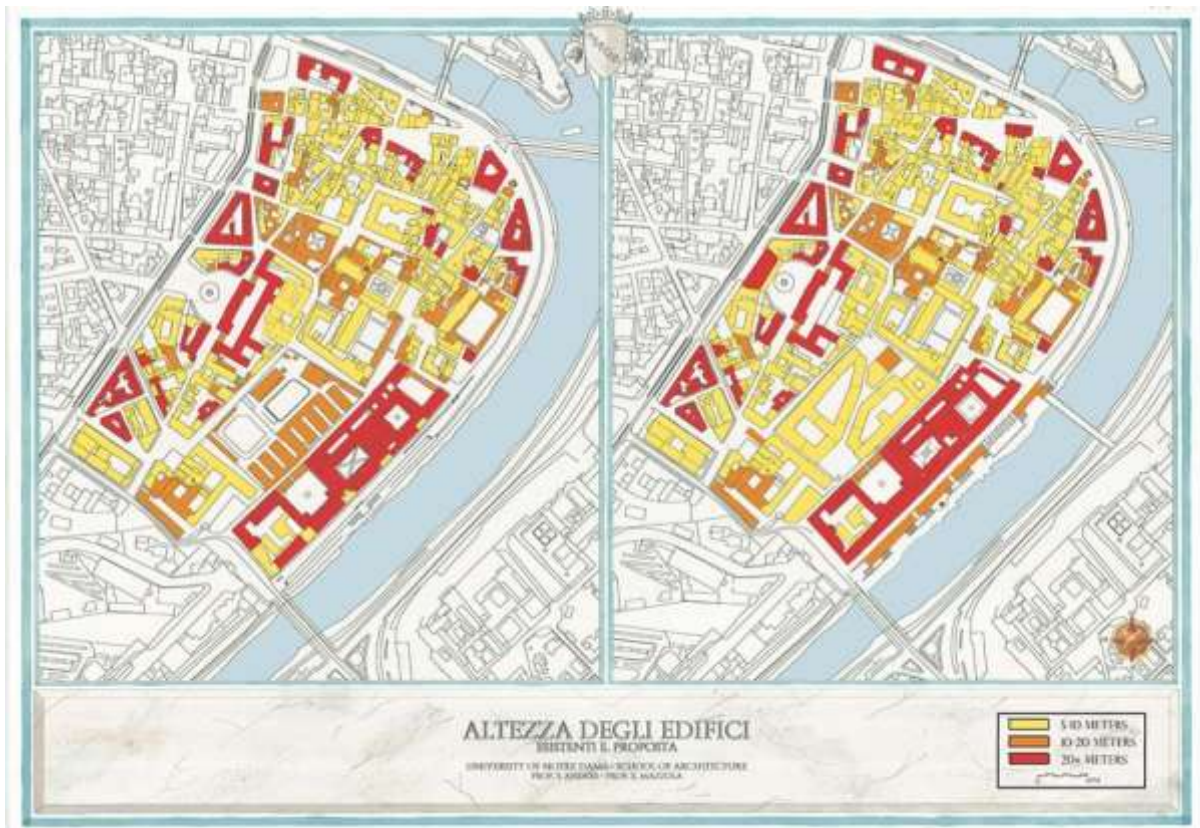 ALTEZZA DEGLI EDIFICI
ESISTENTI E PROPOSTA
UNIVERSITY OF NOTRE DAME • SCHOOL OF ARCHITECTURE
5-10 METERS
10-20 METERS
20+ METERS